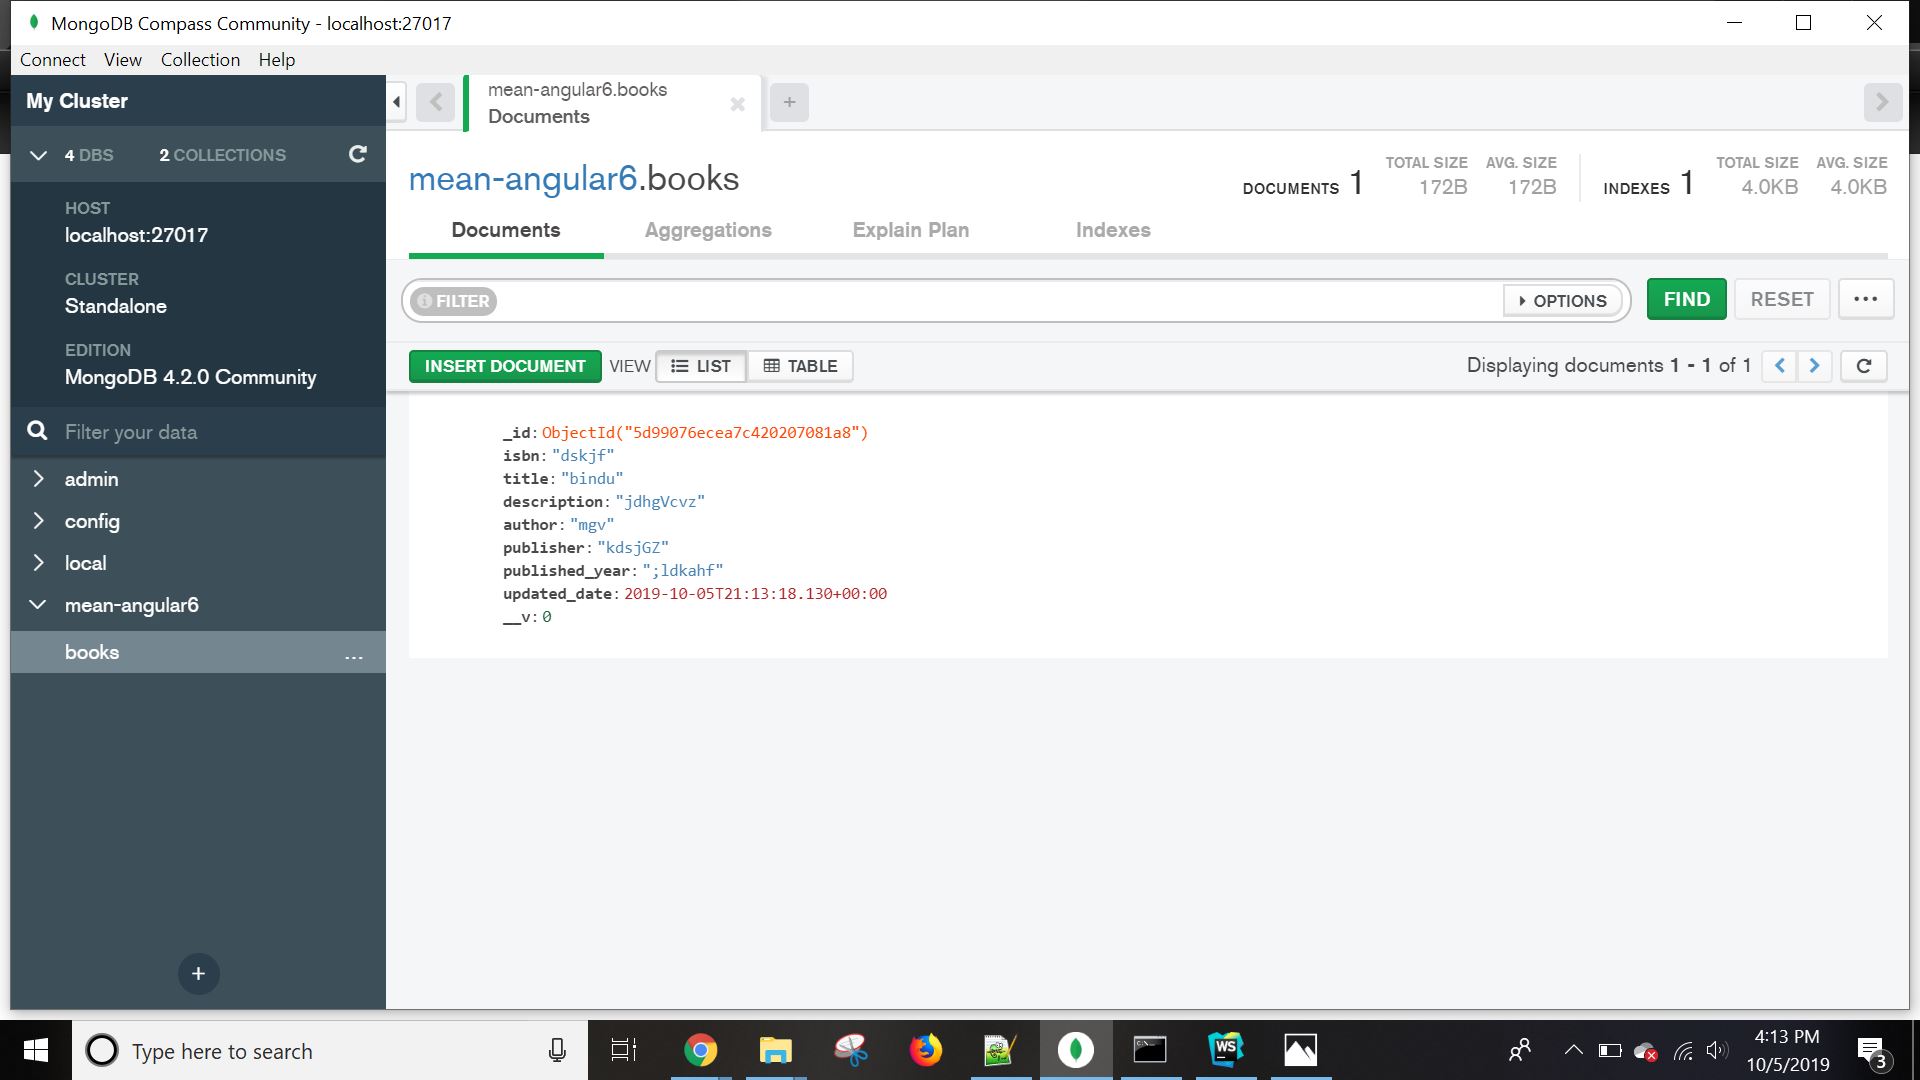 MongoDB Compass Community - localhost:27017
Connect View Collection Help
My Cluster
4 DBS 2 COLLECTIONS
HOST
localhost:27017
CLUSTER
Standalone
EDITION
MongoDB 4.2.0 Community
Filter your data
admin
config
local
mean-angular6
books ...
mean-angular6.books
Documents
mean-angular6.books
DOCUMENTS 1 TOTAL SIZE 172B AVG. SIZE 172B INDEXES 1 TOTAL SIZE 4.0KB AVG. SIZE 4.0KB
Documents Aggregations Explain Plan Indexes
FILTER OPTIONS FIND RESET ...
INSERT DOCUMENT VIEW LIST TABLE Displaying documents 1 - 1 of 1
_id: ObjectId("5d99076ecea7c420207081a8")
isbn: "dskjf"
title: "bindu"
description: "jdhgVcvz"
author: "mgv"
publisher: "kdsjGZ"
published_year: ";ldkahf"
updated_date: 2019-10-05T21:13:18.130+00:00
__v: 0
Type here to search
WS
4:13 PM
10/5/2019
3